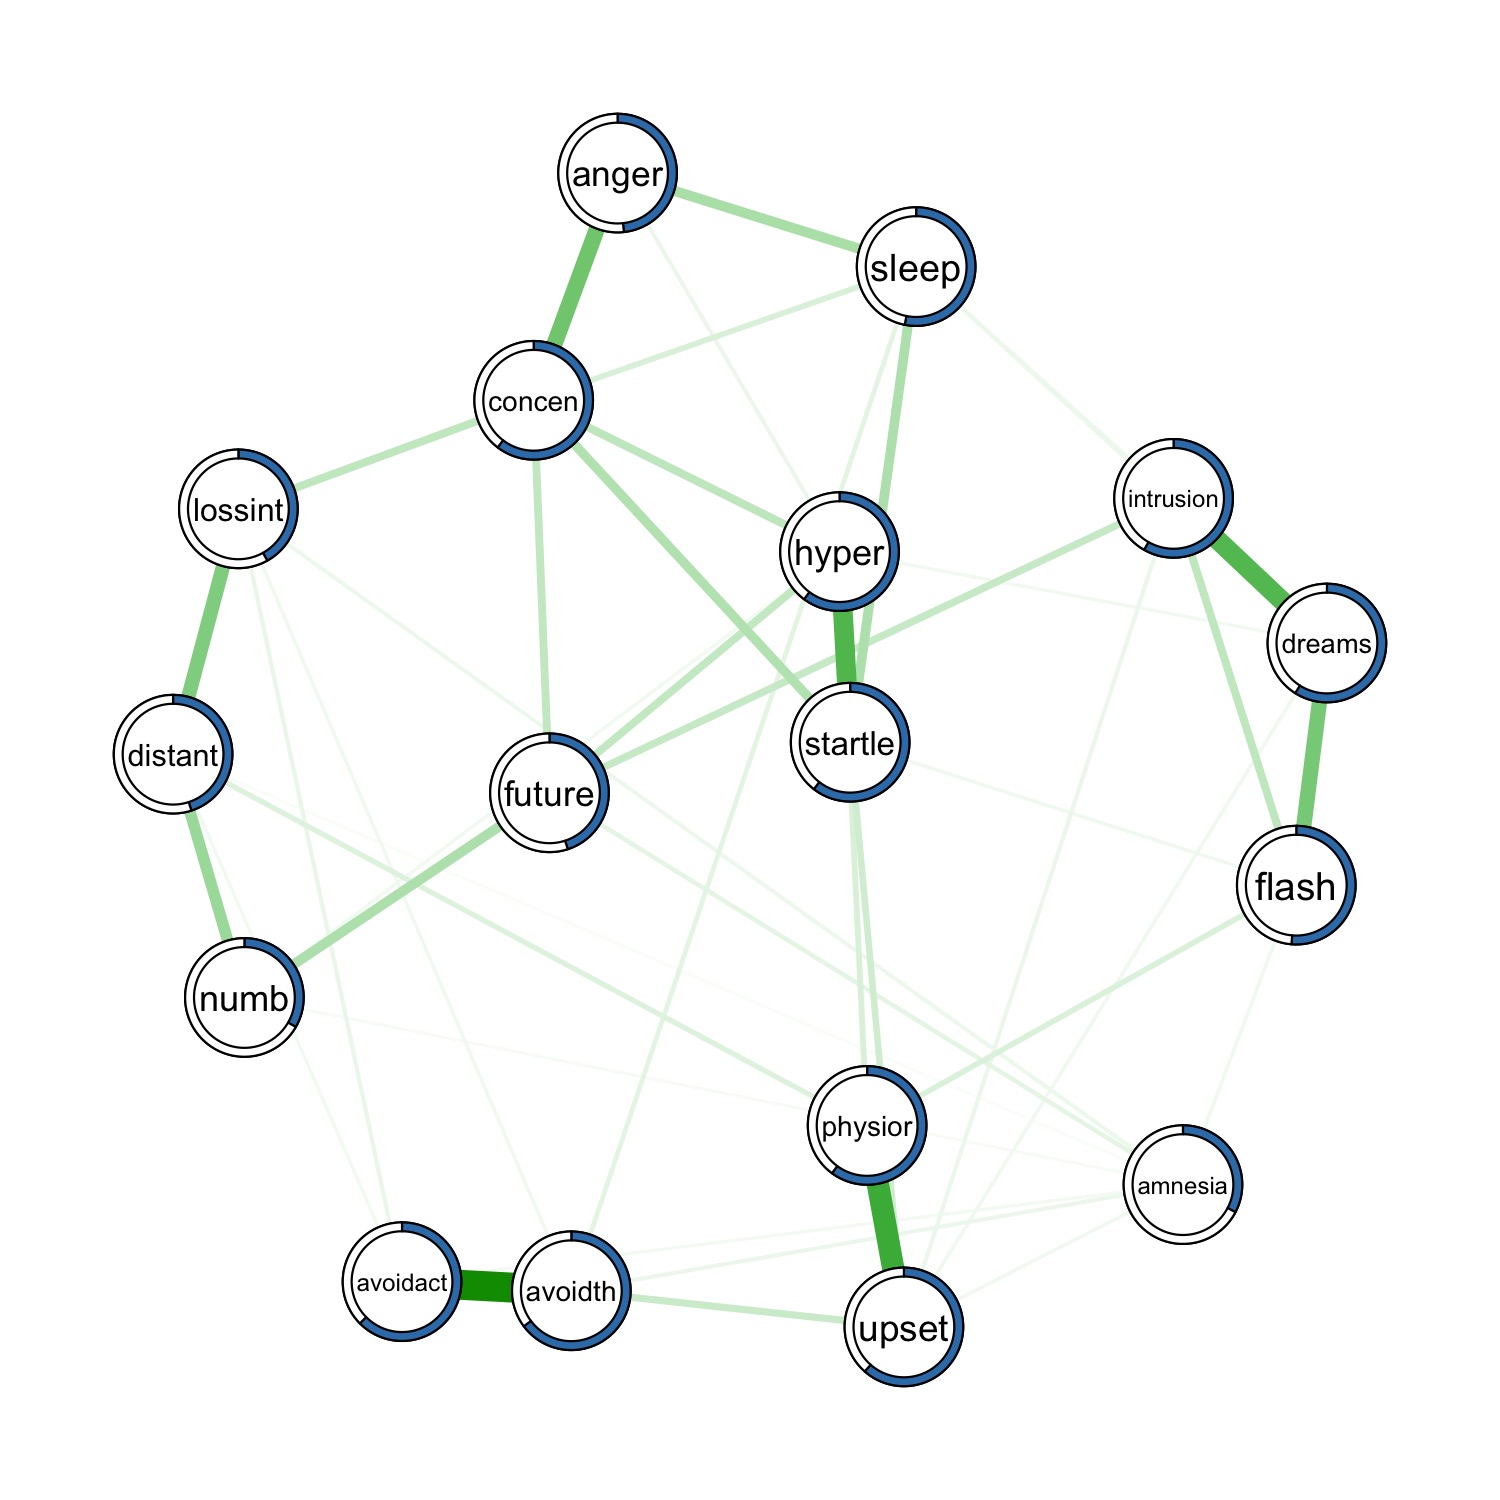 anger
sleep
concen
lossint
hyper
intrusion
dreams
distant
future
startle
flash
numb
physior
amnesia
avoidact
avoidth
upset